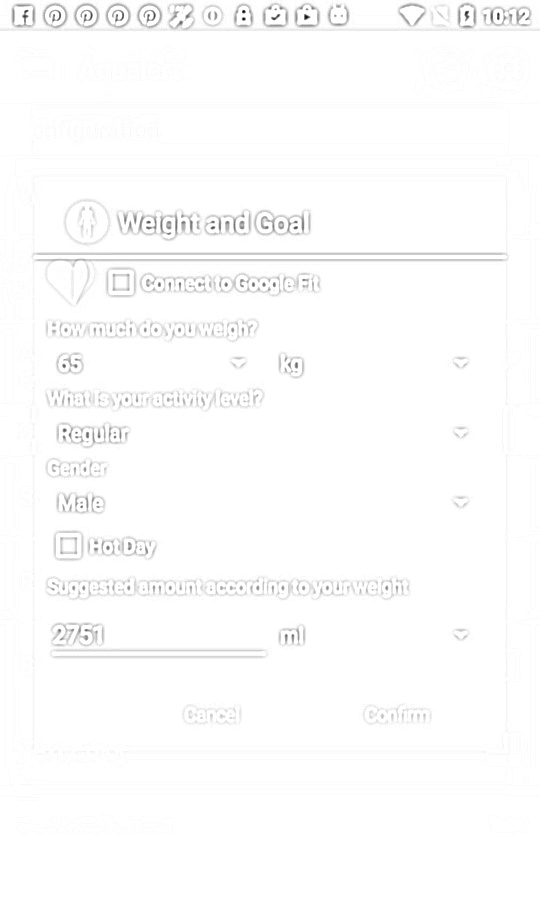 10:12
Weight and Goal
Connect to Google Fit
How much do you weigh?
65 kg
What is your activity level?
Regular
Gender
Male
Hot Day
Suggested amount according to your weight
2751 ml
Cancel Confirm